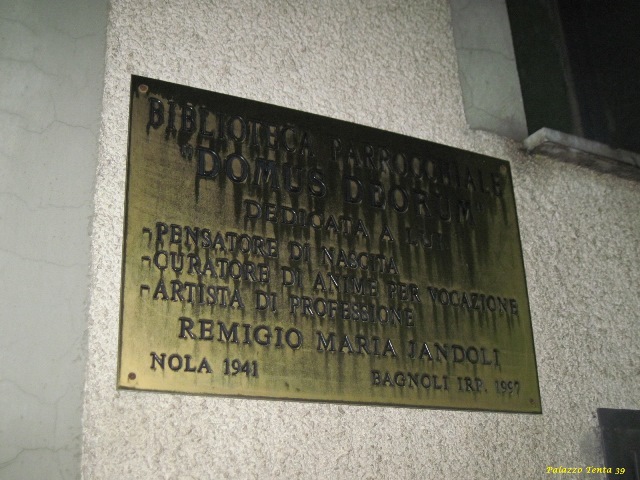 BIBLIOTECA PARROCCHIALE
"DOMUS DEORUM"
DEDICATA A LUI
PENSATORE DI NASCITA
CURATORE DI ANIME PER VOCAZIONE
ARTISTA DI PROFESSIONE
REMIGIO MARIA IANDOLI
NOLA 1941 BAGNOLI IRP. 1997
Palazzo Tenta 39